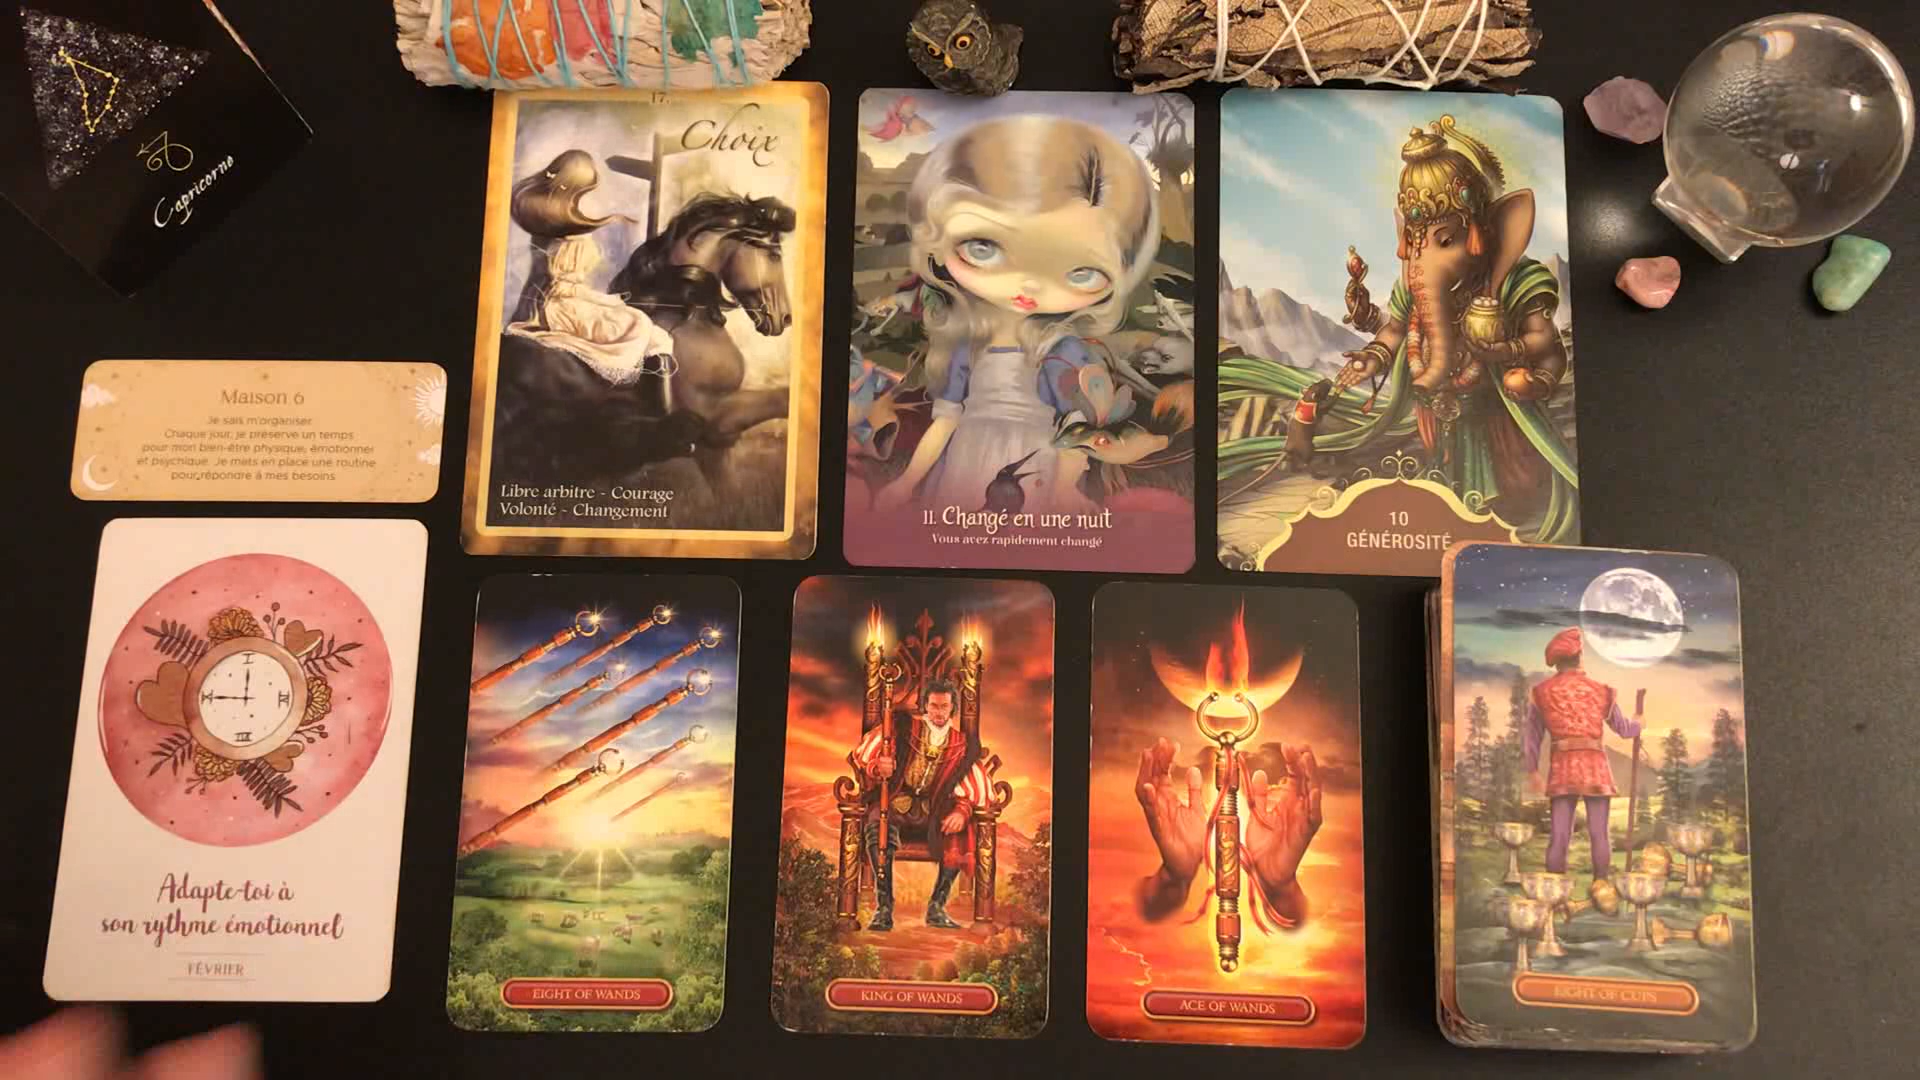 Capricorne
17.
Choix
Libre arbitre - Courage
Volonté - Changement
11. Changé en une nuit
Vous avez rapidement changé
10
GÉNÉROSITÉ
Maison 6
Je sais m'organiser.
Chaque jour, je préserve un temps
pour mon bien-être physique, émotionnel
et psychique. Je mets en place une routine
pour répondre à mes besoins.
I
III
Adapte-toi à
son rythme émotionnel
FÉVRIER
EIGHT OF WANDS
KING OF WANDS
ACE OF WANDS
EIGHT OF CUPS